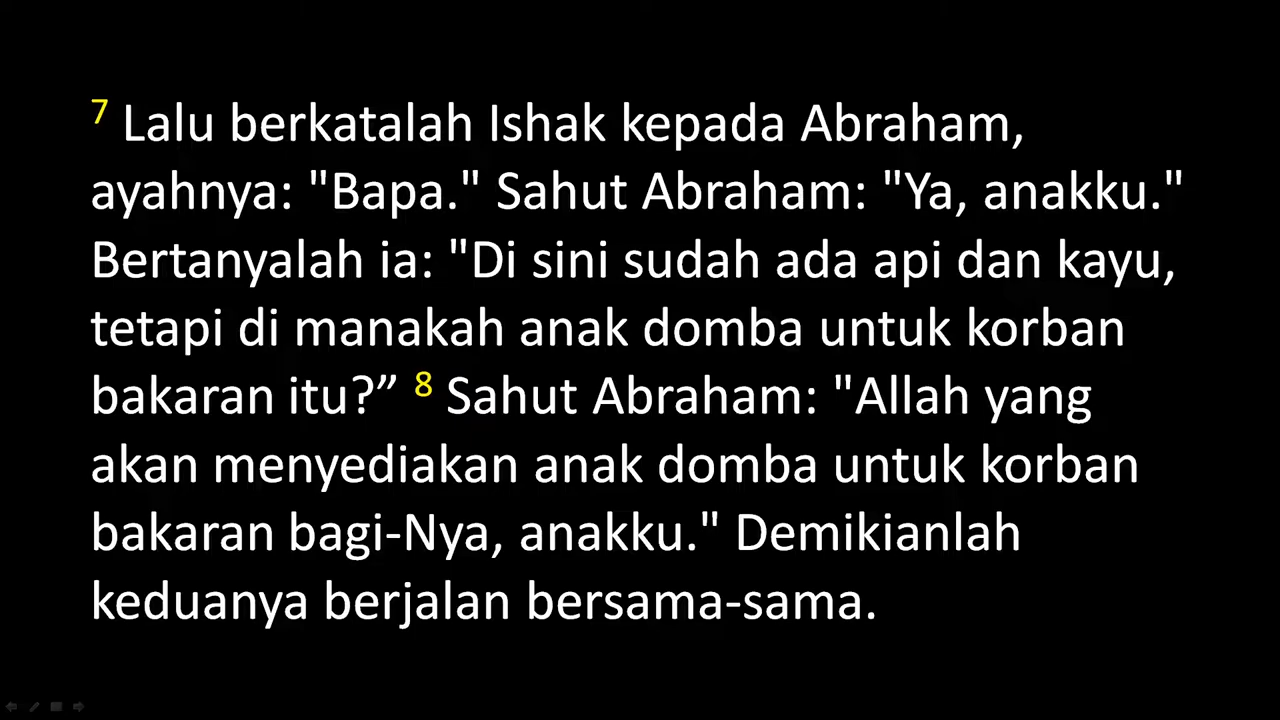 7 Lalu berkatalah Ishak kepada Abraham,
ayahnya: "Bapa." Sahut Abraham: "Ya, anakku."
Bertanyalah ia: "Di sini sudah ada api dan kayu,
tetapi di manakah anak domba untuk korban
bakaran itu?” 8 Sahut Abraham: "Allah yang
akan menyediakan anak domba untuk korban
bakaran bagi-Nya, anakku." Demikianlah
keduanya berjalan bersama-sama.